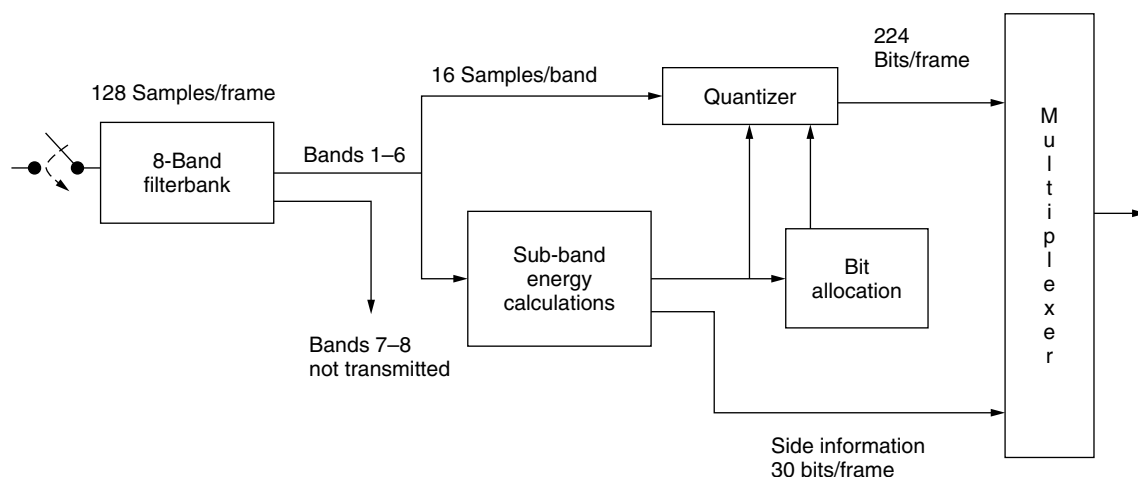 224
Bits/frame
16 Samples/band
128 Samples/frame
Quantizer
Multiplexer
8-Band
filterbank
Bands 1–6
Sub-band
energy
calculations
Bit
allocation
Bands 7–8
not transmitted
Side information
30 bits/frame